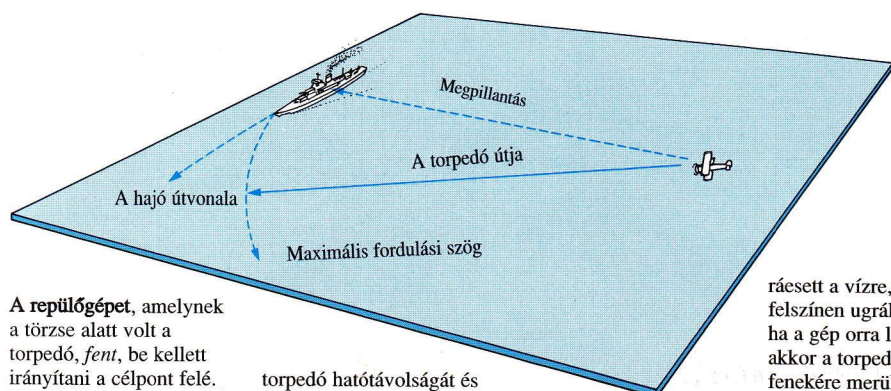 Megpillantás
A torpedó útja
A hajó útvonala
Maximális fordulási szög
A repülőgépet, amelynek
a törzse alatt volt a
torpedó, fent, be kellett
irányítani a célpont felé.
torpedó hatótávolságát és
ráesett a vízre,
felszínen ugrál
ha a gép orra l
akkor a torped
fenekére merü